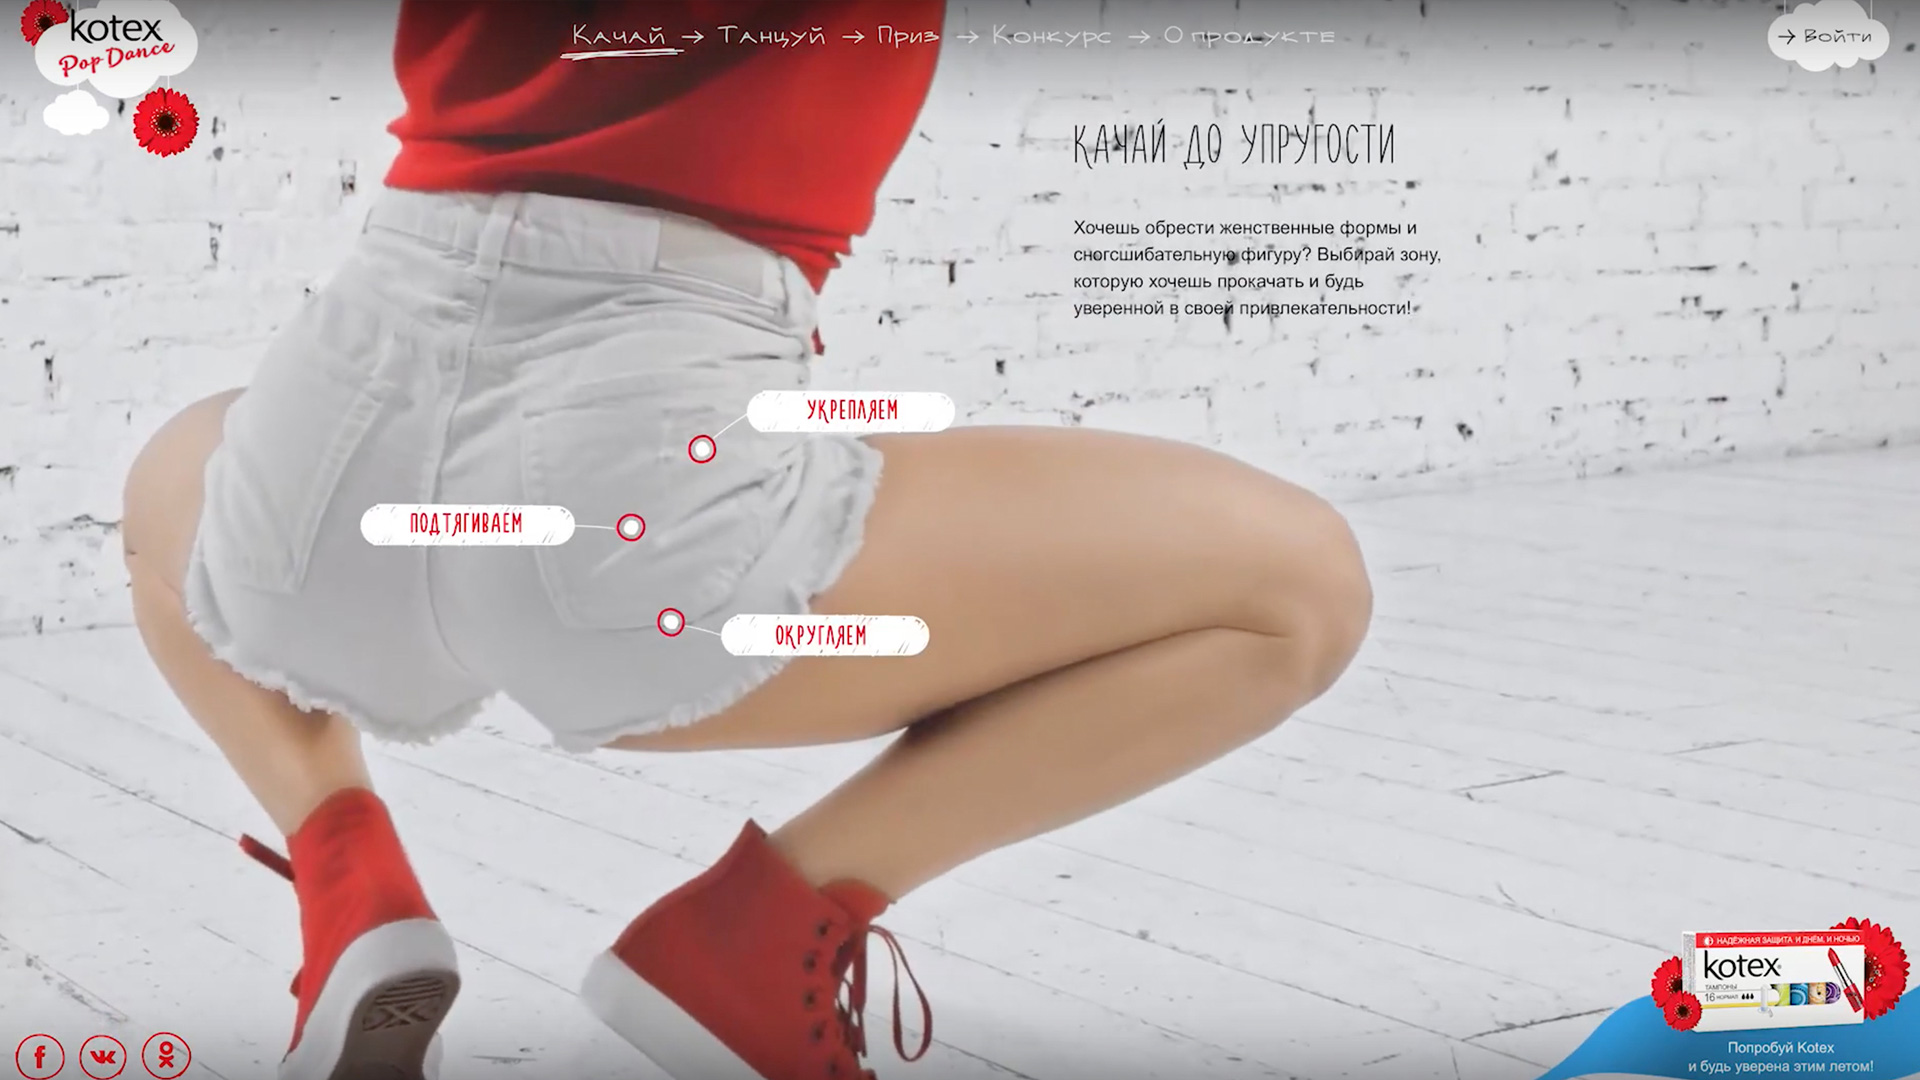 kotex
Pop Dance
Качай → Танцуй → Приз → Конкурс → О продукте
→ Войти
КАЧАЙ ДО УПРУГОСТИ
Хочешь обрести женственные формы и
сногсшибательную фигуру? Выбирай зону,
которую хочешь прокачать и будь
уверенной в своей привлекательности!
УКРЕПЛЯЕМ
ПОДТЯГИВАЕМ
ОКРУГЛЯЕМ
НАДЁЖНАЯ ЗАЩИТА И ДНЁМ, И НОЧЬЮ
kotex
ТАМПОНЫ
16 НОРМАЛ
Попробуй Kotex
и будь уверена этим летом!